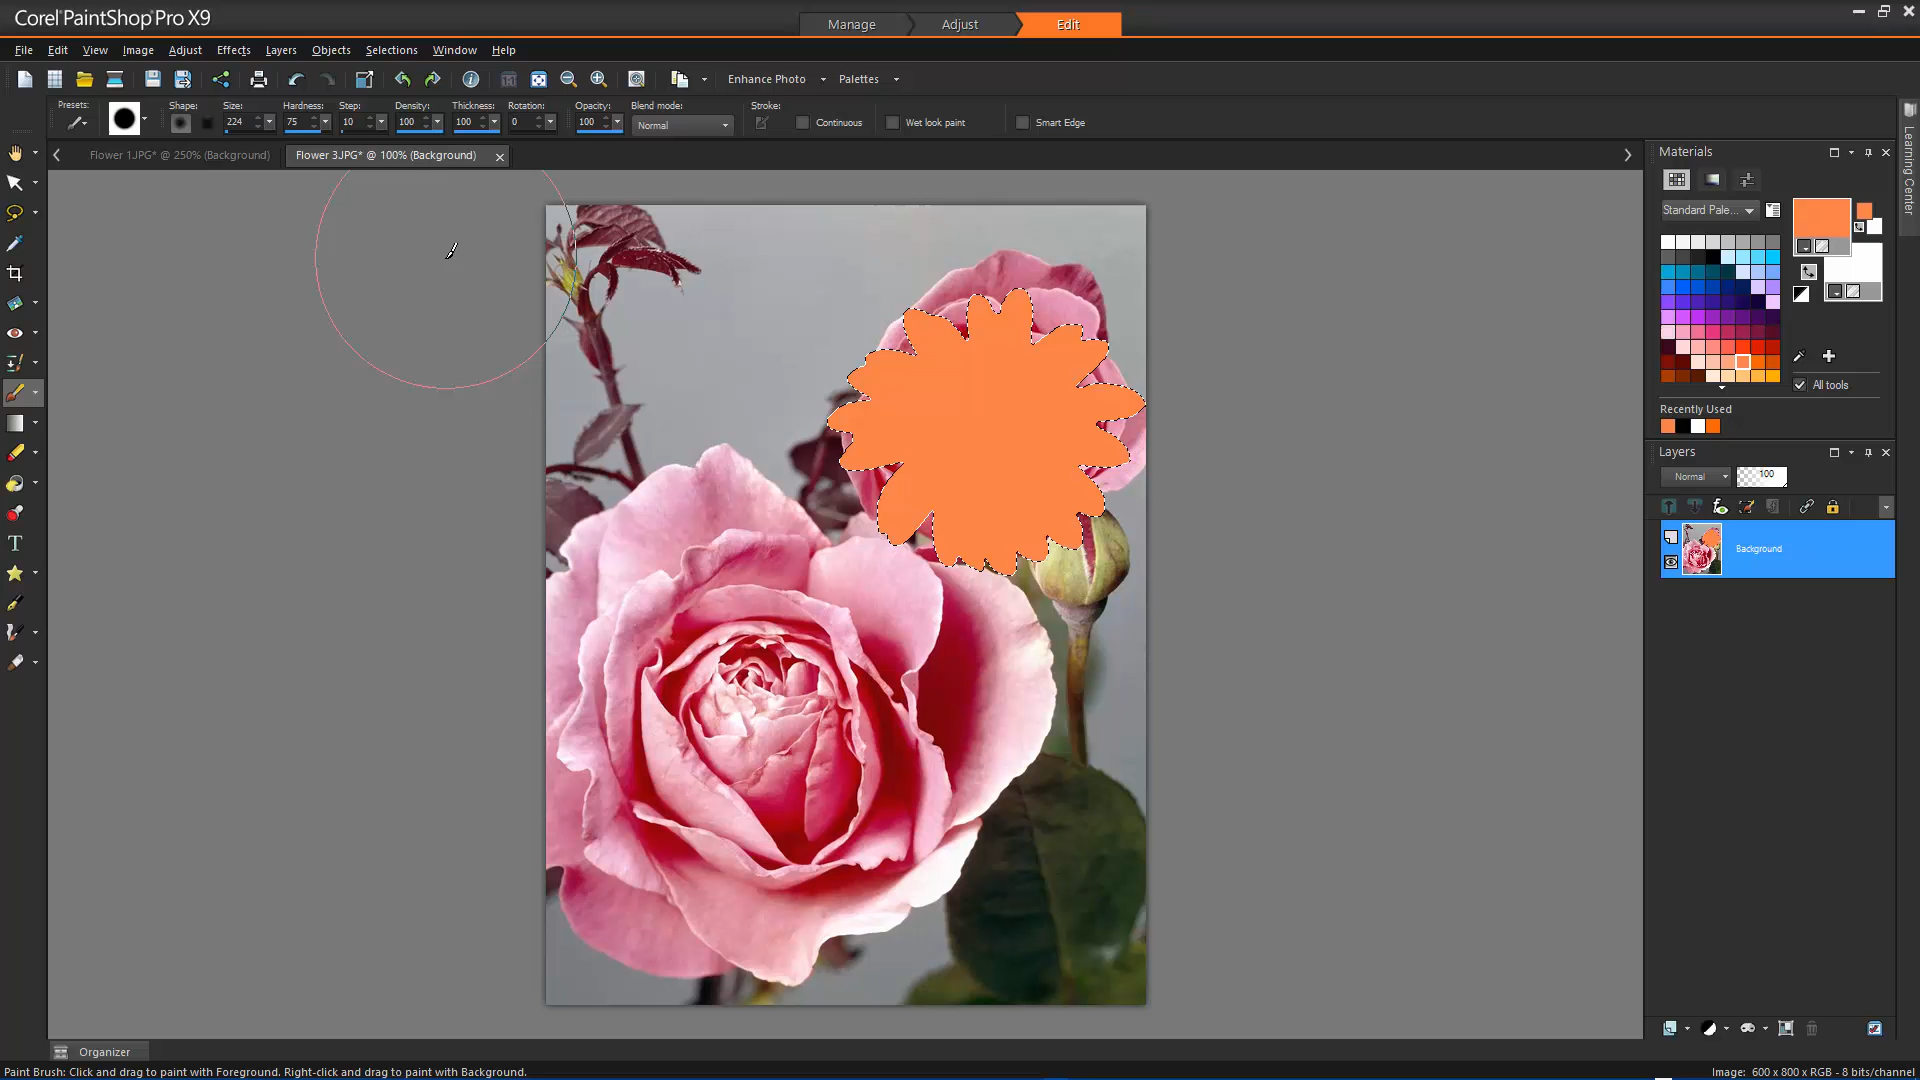 Corel PaintShop Pro X9
Manage Adjust Edit
File Edit View Image Adjust Effects Layers Objects Selections Window Help
Enhance Photo Palettes
Presets: Shape: Size: Hardness: Step: Density: Thickness: Rotation: Opacity: Blend mode: Stroke:
224 75 10 100 100 0 100 Normal Continuous Wet look paint Smart Edge
Flower 1JPG* @ 250% (Background) Flower 3JPG* @ 100% (Background)
Learning Center
Materials
Standard Pale...
All tools
Recently Used
Layers
Normal 100
Background
Organizer
Paint Brush: Click and drag to paint with Foreground. Right-click and drag to paint with Background. Image: 600 x 800 x RGB - 8 bits/channel